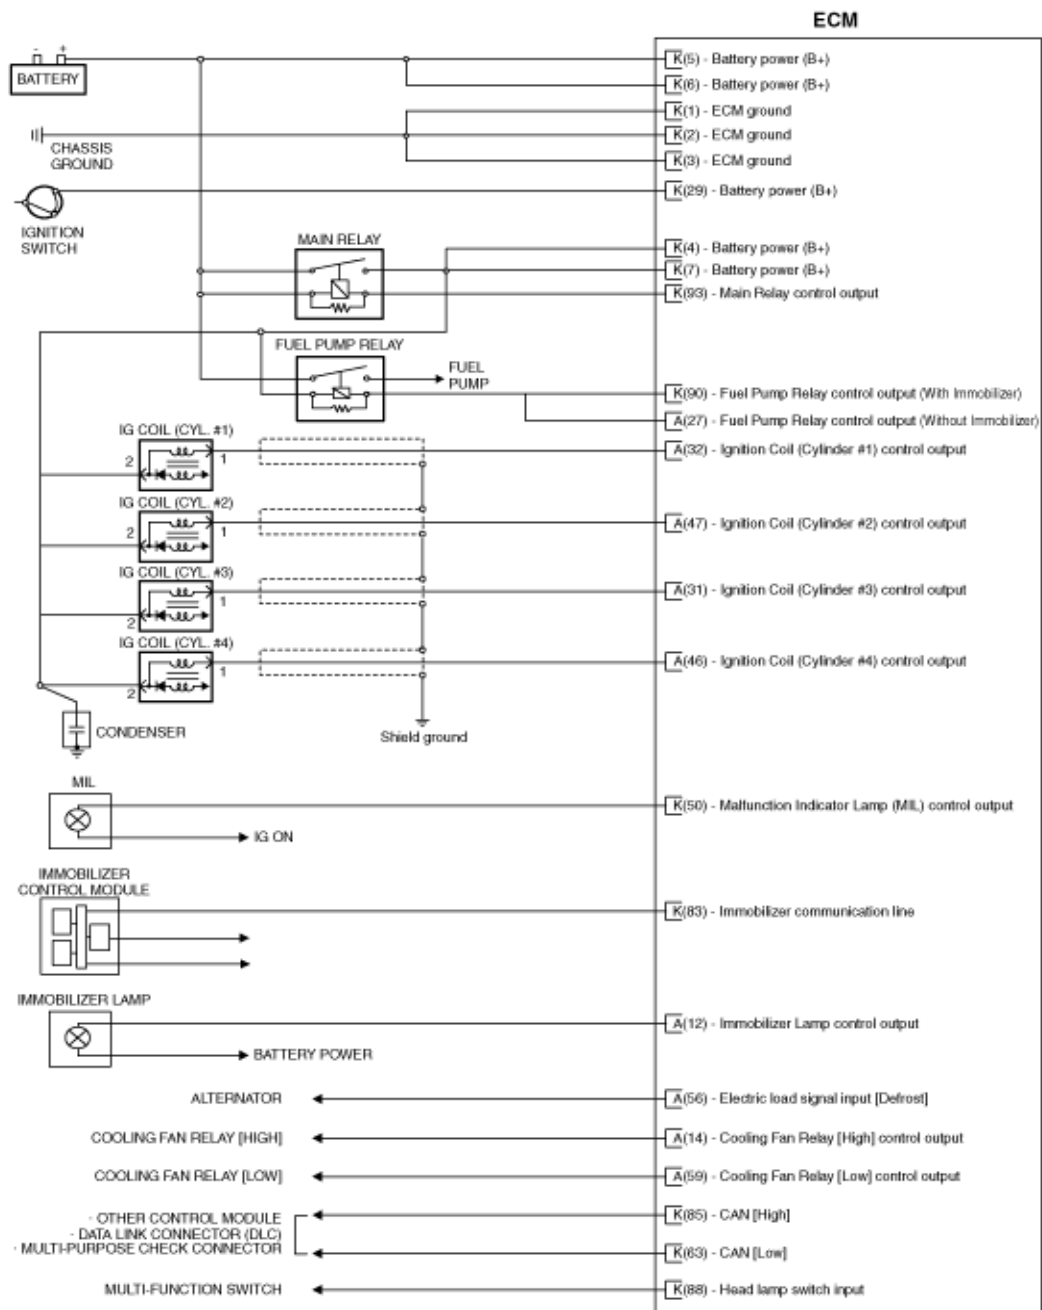 ECM
- +
BATTERY
K(5) - Battery power (B+)
K(6) - Battery power (B+)
K(1) - ECM ground
CHASSIS
GROUND
K(2) - ECM ground
K(3) - ECM ground
IGNITION
SWITCH
K(29) - Battery power (B+)
MAIN RELAY
K(4) - Battery power (B+)
K(7) - Battery power (B+)
K(93) - Main Relay control output
FUEL PUMP RELAY
FUEL
PUMP
K(90) - Fuel Pump Relay control output (With Immobilizer)
A(27) - Fuel Pump Relay control output (Without Immobilizer)
IG COIL (CYL. #1)
2 1
A(32) - Ignition Coil (Cylinder #1) control output
IG COIL (CYL. #2)
2 1
A(47) - Ignition Coil (Cylinder #2) control output
IG COIL (CYL. #3)
2 1
A(31) - Ignition Coil (Cylinder #3) control output
IG COIL (CYL. #4)
2 1
A(46) - Ignition Coil (Cylinder #4) control output
CONDENSER
Shield ground
MIL
K(50) - Malfunction Indicator Lamp (MIL) control output
IG ON
IMMOBILIZER
CONTROL MODULE
K(83) - Immobilizer communication line
IMMOBILIZER LAMP
A(12) - Immobilizer Lamp control output
BATTERY POWER
ALTERNATOR
A(56) - Electric load signal input [Defrost]
COOLING FAN RELAY [HIGH]
A(14) - Cooling Fan Relay [High] control output
COOLING FAN RELAY [LOW]
A(59) - Cooling Fan Relay [Low] control output
· OTHER CONTROL MODULE
· DATA LINK CONNECTOR (DLC)
· MULTI-PURPOSE CHECK CONNECTOR
K(85) - CAN [High]
K(63) - CAN [Low]
MULTI-FUNCTION SWITCH
K(88) - Head lamp switch input